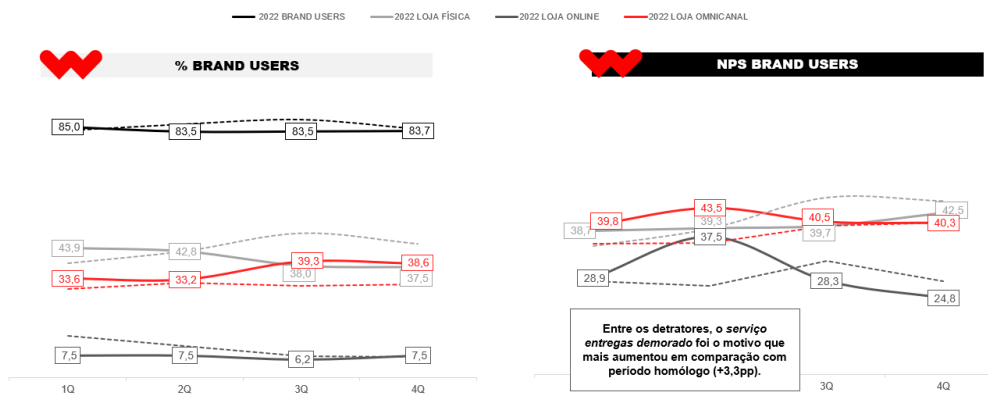 2022 BRAND USERS 2022 LOJA FÍSICA 2022 LOJA ONLINE 2022 LOJA OMNICANAL
% BRAND USERS
85,0 83,5 83,5 83,7
43,9 42,8 38,0 37,5
33,6 33,2 39,3 38,6
7,5 7,5 6,2 7,5
1Q 2Q 3Q 4Q
NPS BRAND USERS
39,8 43,5 40,5 40,3
38,7 39,3 39,7 42,5
28,9 37,5 28,3 24,8
Entre os detratores, o serviço
entregas demorado foi o motivo que
mais aumentou em comparação com
período homólogo (+3,3pp).
3Q 4Q